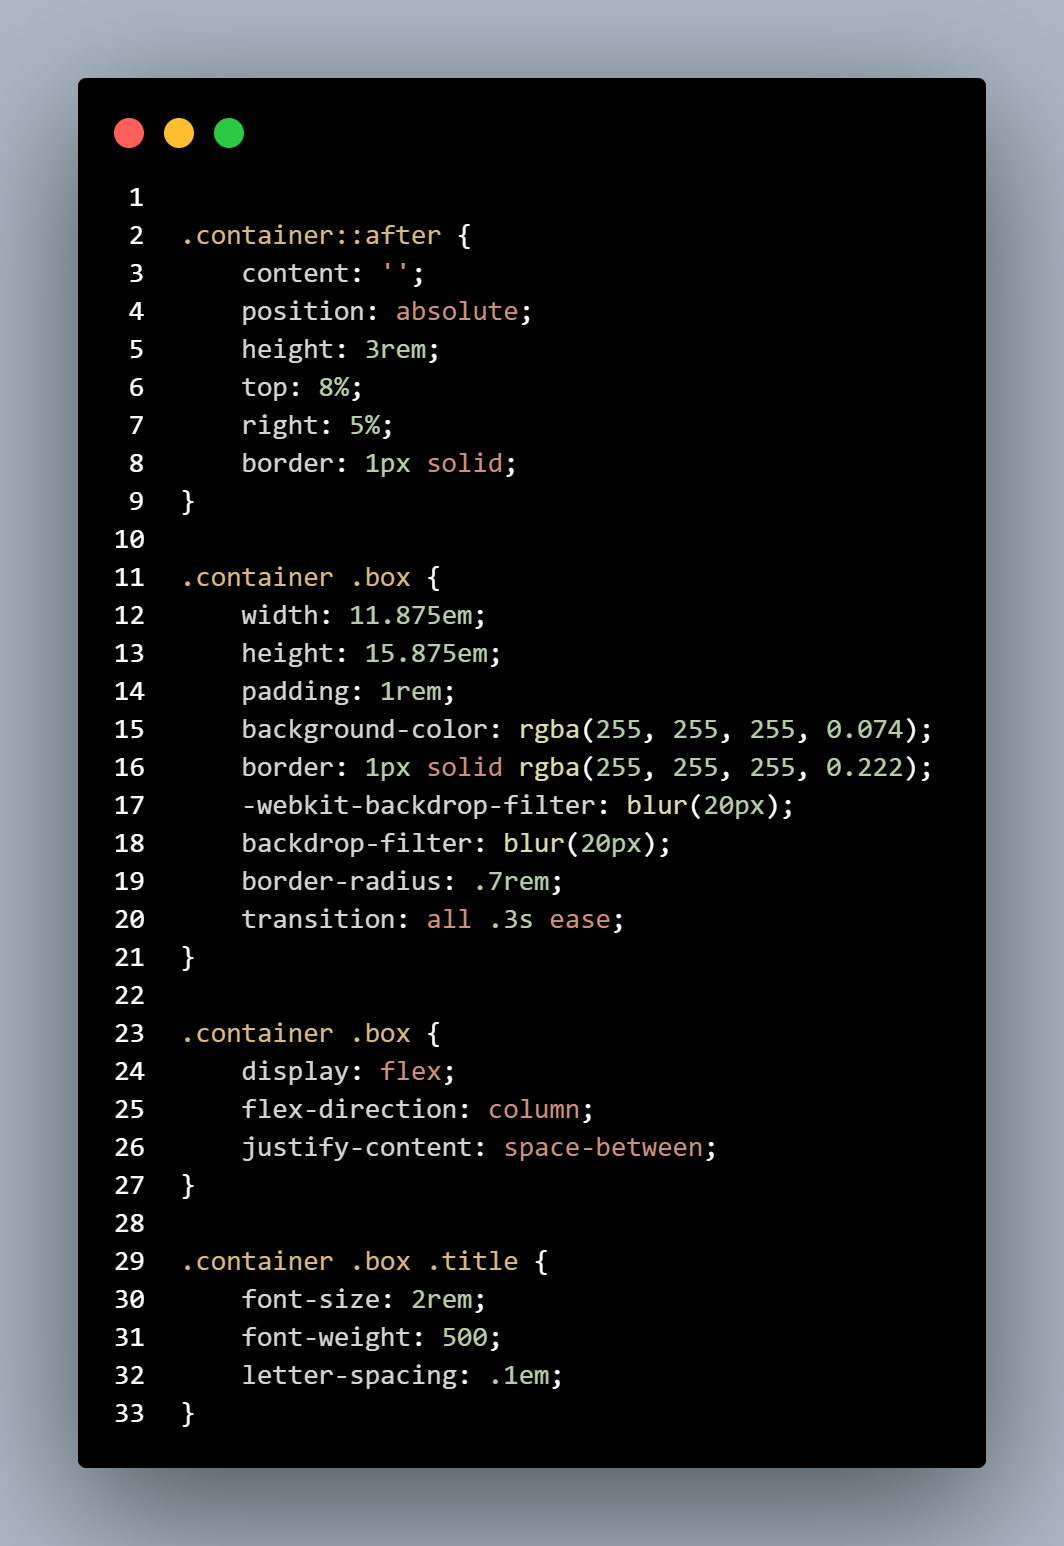 1
2 .container::after {
3     content: '';
4     position: absolute;
5     height: 3rem;
6     top: 8%;
7     right: 5%;
8     border: 1px solid;
9 }
10
11 .container .box {
12     width: 11.875em;
13     height: 15.875em;
14     padding: 1rem;
15     background-color: rgba(255, 255, 255, 0.074);
16     border: 1px solid rgba(255, 255, 255, 0.222);
17     -webkit-backdrop-filter: blur(20px);
18     backdrop-filter: blur(20px);
19     border-radius: .7rem;
20     transition: all .3s ease;
21 }
22
23 .container .box {
24     display: flex;
25     flex-direction: column;
26     justify-content: space-between;
27 }
28
29 .container .box .title {
30     font-size: 2rem;
31     font-weight: 500;
32     letter-spacing: .1em;
33 }